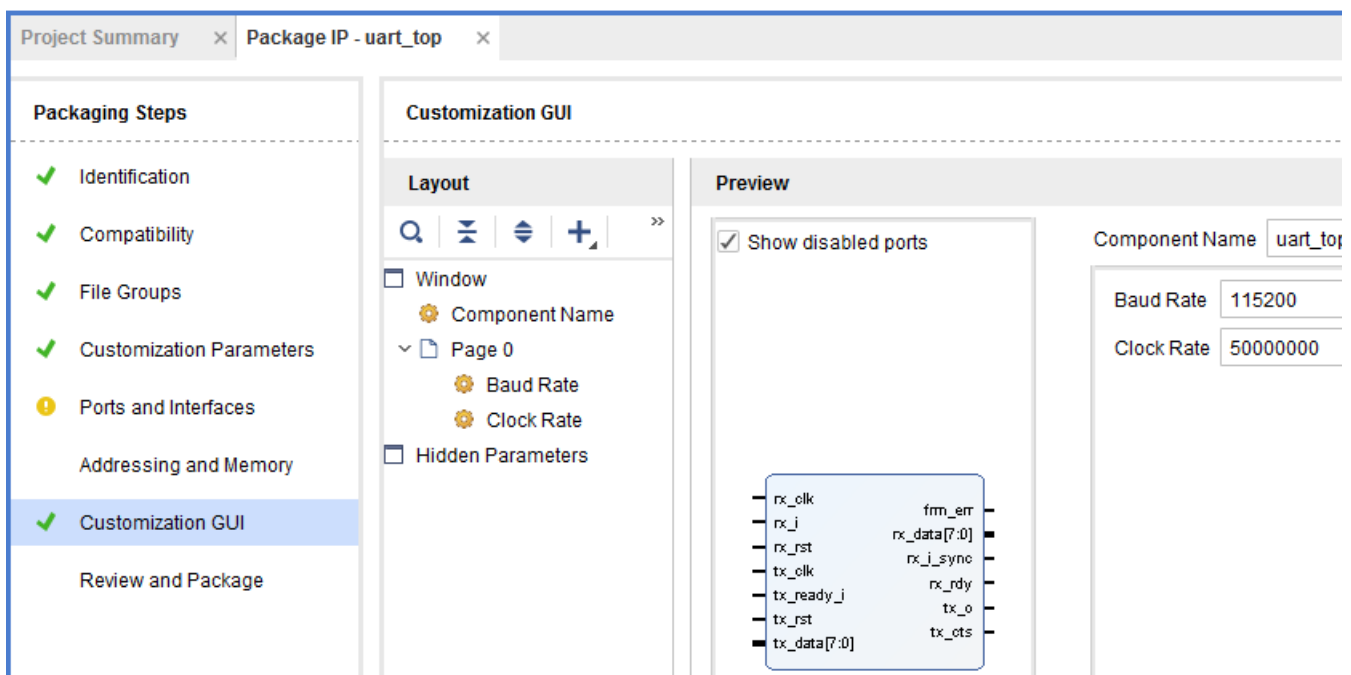 Project Summary × Package IP - uart_top ×
Packaging Steps
Identification
Compatibility
File Groups
Customization Parameters
Ports and Interfaces
Addressing and Memory
Customization GUI
Review and Package
Customization GUI
Layout
»
Window
Component Name
Page 0
Baud Rate
Clock Rate
Hidden Parameters
Preview
Show disabled ports
rx_clk
rx_i
rx_rst
tx_clk
tx_ready_i
tx_rst
tx_data[7:0]
frm_err
rx_data[7:0]
rx_i_sync
rx_rdy
tx_o
tx_cts
Component Name uart_top
Baud Rate 115200
Clock Rate 50000000